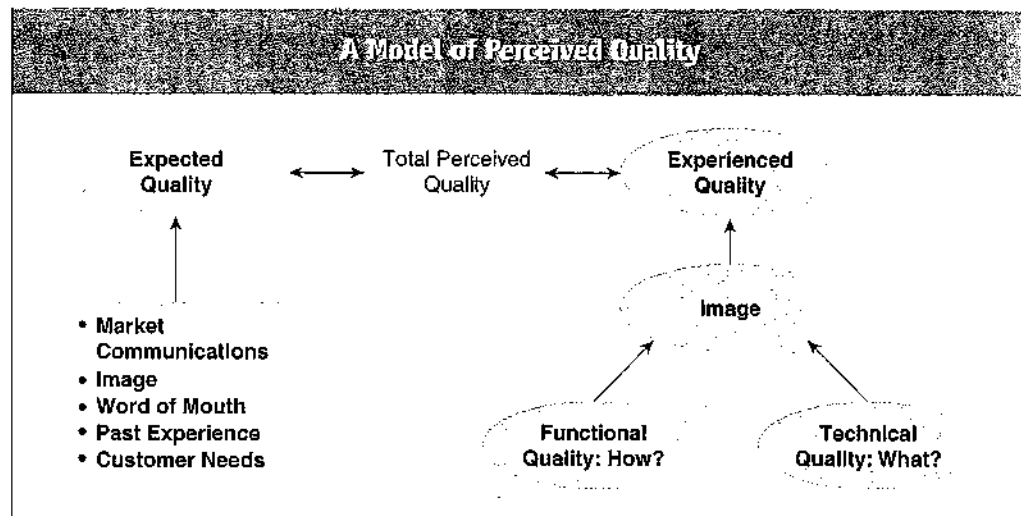 A Model of Perceived Quality
Expected
Quality
Total Perceived
Quality
Experienced
Quality
Image
• Market
Communications
• Image
• Word of Mouth
• Past Experience
• Customer Needs
Functional
Quality: How?
Technical
Quality: What?